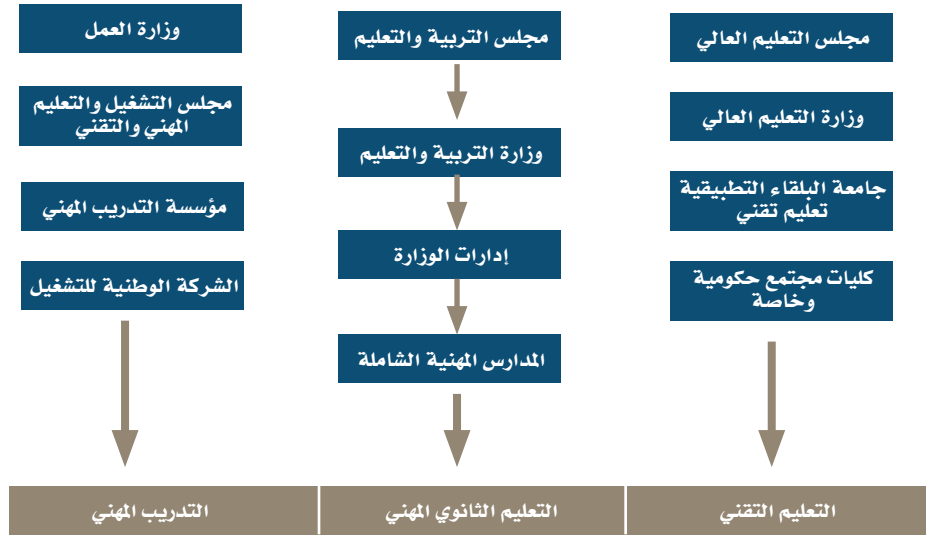 مجلس التعليم العالي
وزارة التعليم العالي
جامعة البلقاء التطبيقية
تعليم تقني
كليات مجتمع حكومية
وخاصة
مجلس التربية والتعليم
وزارة التربية والتعليم
إدارات الوزارة
المدارس المهنية الشاملة
وزارة العمل
مجلس التشغيل والتعليم
المهني والتقني
مؤسسة التدريب المهني
الشركة الوطنية للتشغيل
التعليم التقني
التعليم الثانوي المهني
التدريب المهني